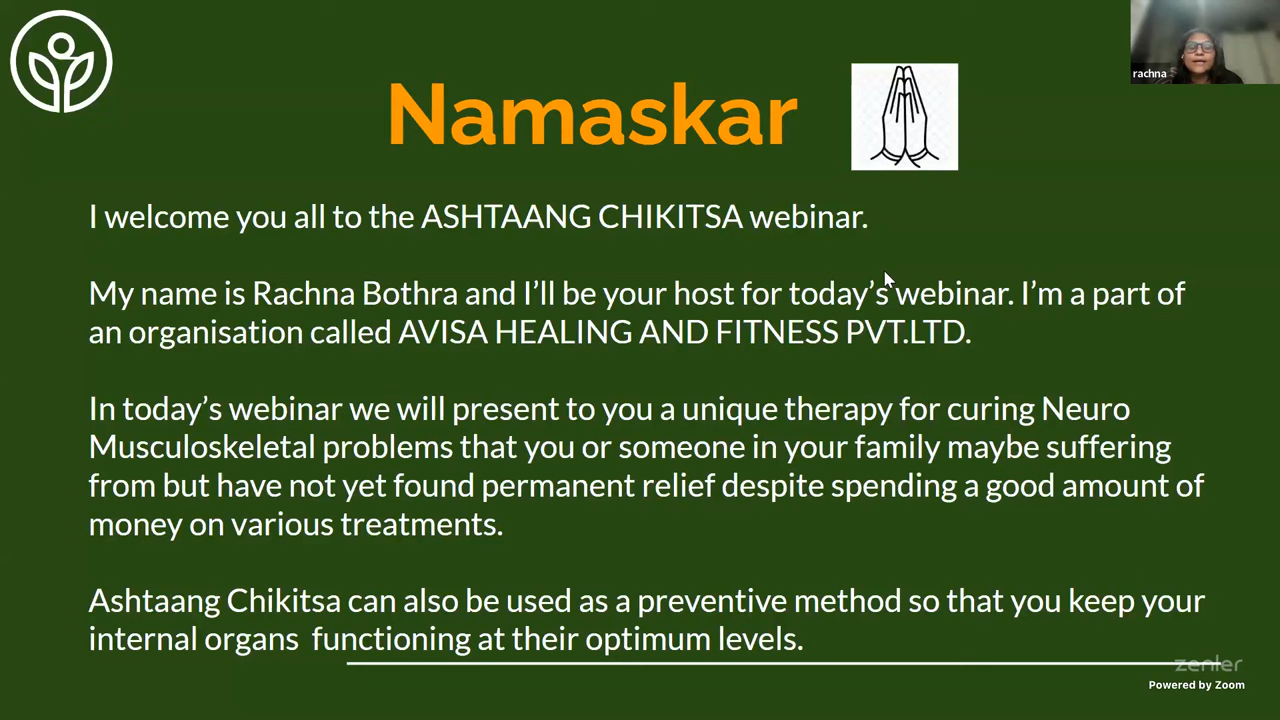 rachna
Namaskar
I welcome you all to the ASHTAANG CHIKITSA webinar.
My name is Rachna Bothra and I’ll be your host for today’s webinar. I’m a part of
an organisation called AVISA HEALING AND FITNESS PVT.LTD.
In today’s webinar we will present to you a unique therapy for curing Neuro
Musculoskeletal problems that you or someone in your family maybe suffering
from but have not yet found permanent relief despite spending a good amount of
money on various treatments.
Ashtaang Chikitsa can also be used as a preventive method so that you keep your
internal organs  functioning at their optimum levels.
zenler
Powered by Zoom